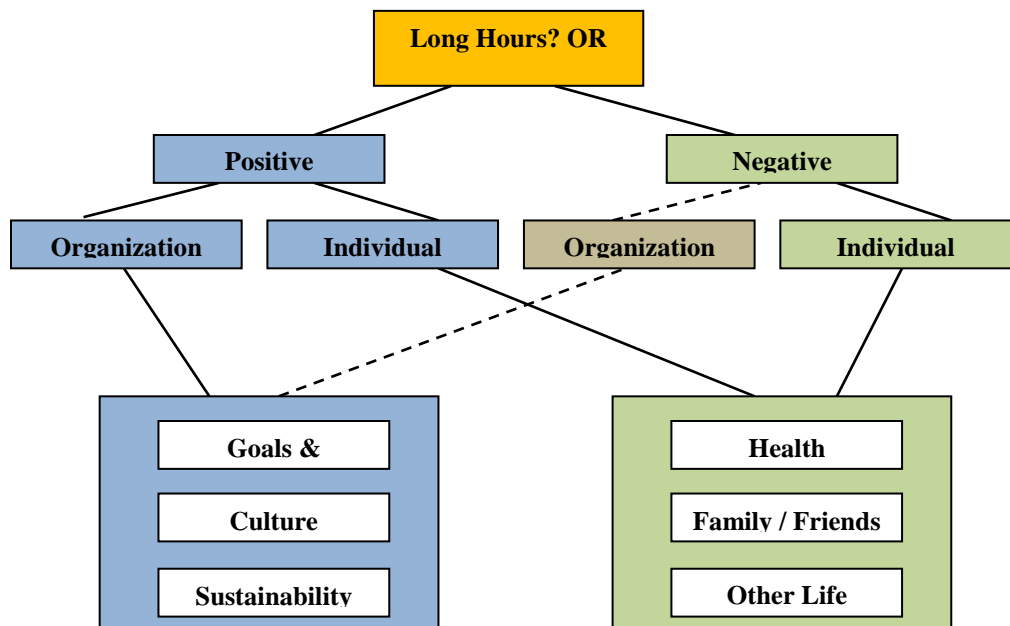 Long Hours? OR
Positive
Negative
Organization
Individual
Organization
Individual
Goals &
Culture
Sustainability
Health
Family / Friends
Other Life